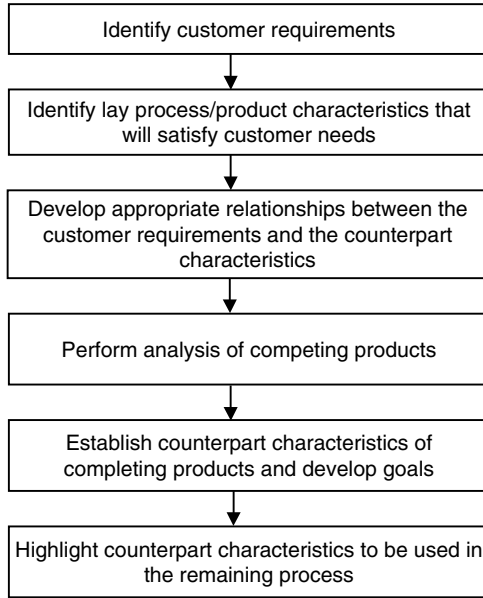 Identify customer requirements
Identify lay process/product characteristics that
will satisfy customer needs
Develop appropriate relationships between the
customer requirements and the counterpart
characteristics
Perform analysis of competing products
Establish counterpart characteristics of
completing products and develop goals
Highlight counterpart characteristics to be used in
the remaining process